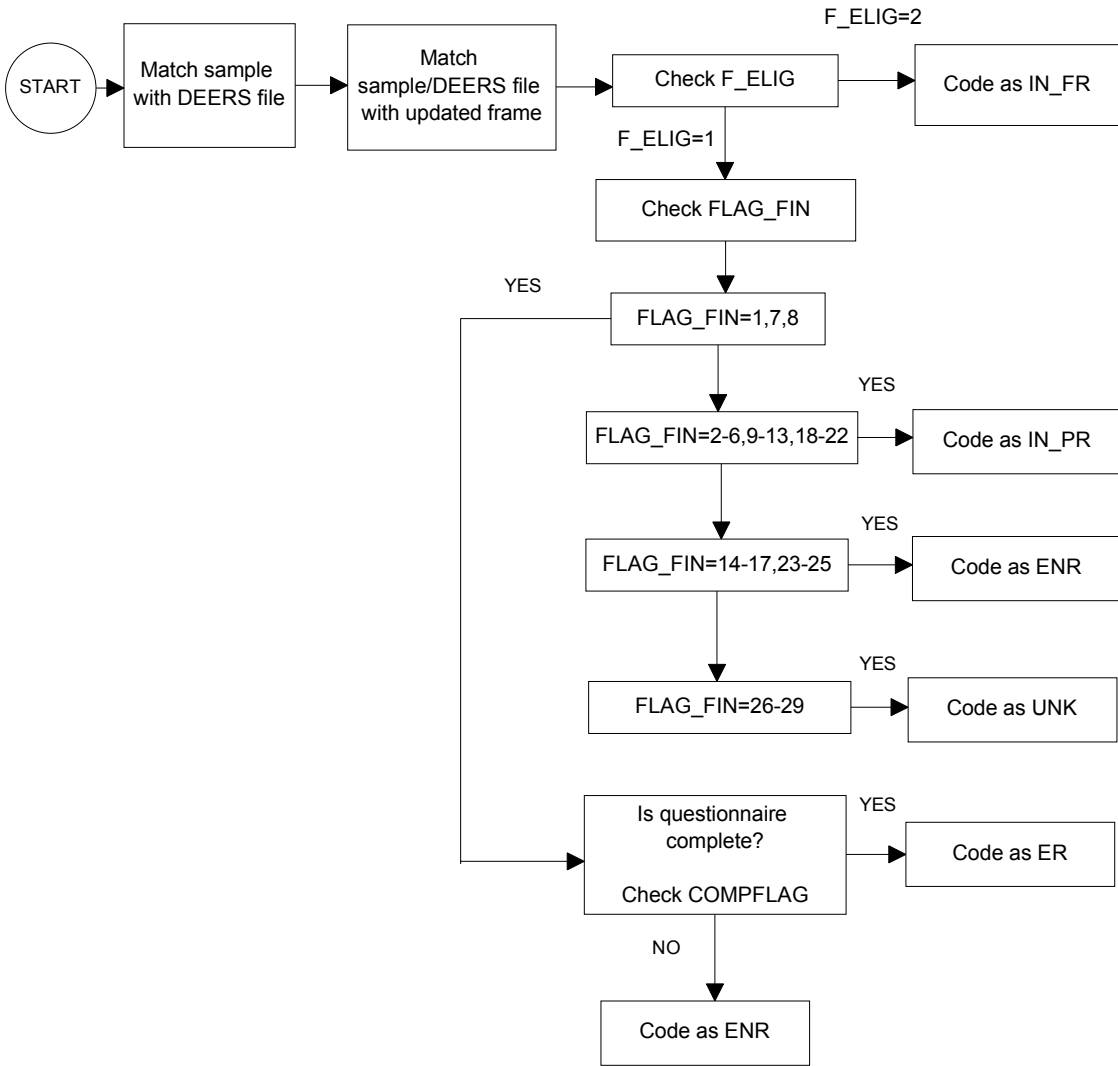 F_ELIG=2
START
Match sample
with DEERS file
Match
sample/DEERS file
with updated frame
Check F_ELIG
Code as IN_FR
F_ELIG=1
Check FLAG_FIN
YES
FLAG_FIN=1,7,8
YES
FLAG_FIN=2-6,9-13,18-22
Code as IN_PR
YES
FLAG_FIN=14-17,23-25
Code as ENR
YES
FLAG_FIN=26-29
Code as UNK
Is questionnaire
complete?
Check COMPFLAG
YES
Code as ER
NO
Code as ENR